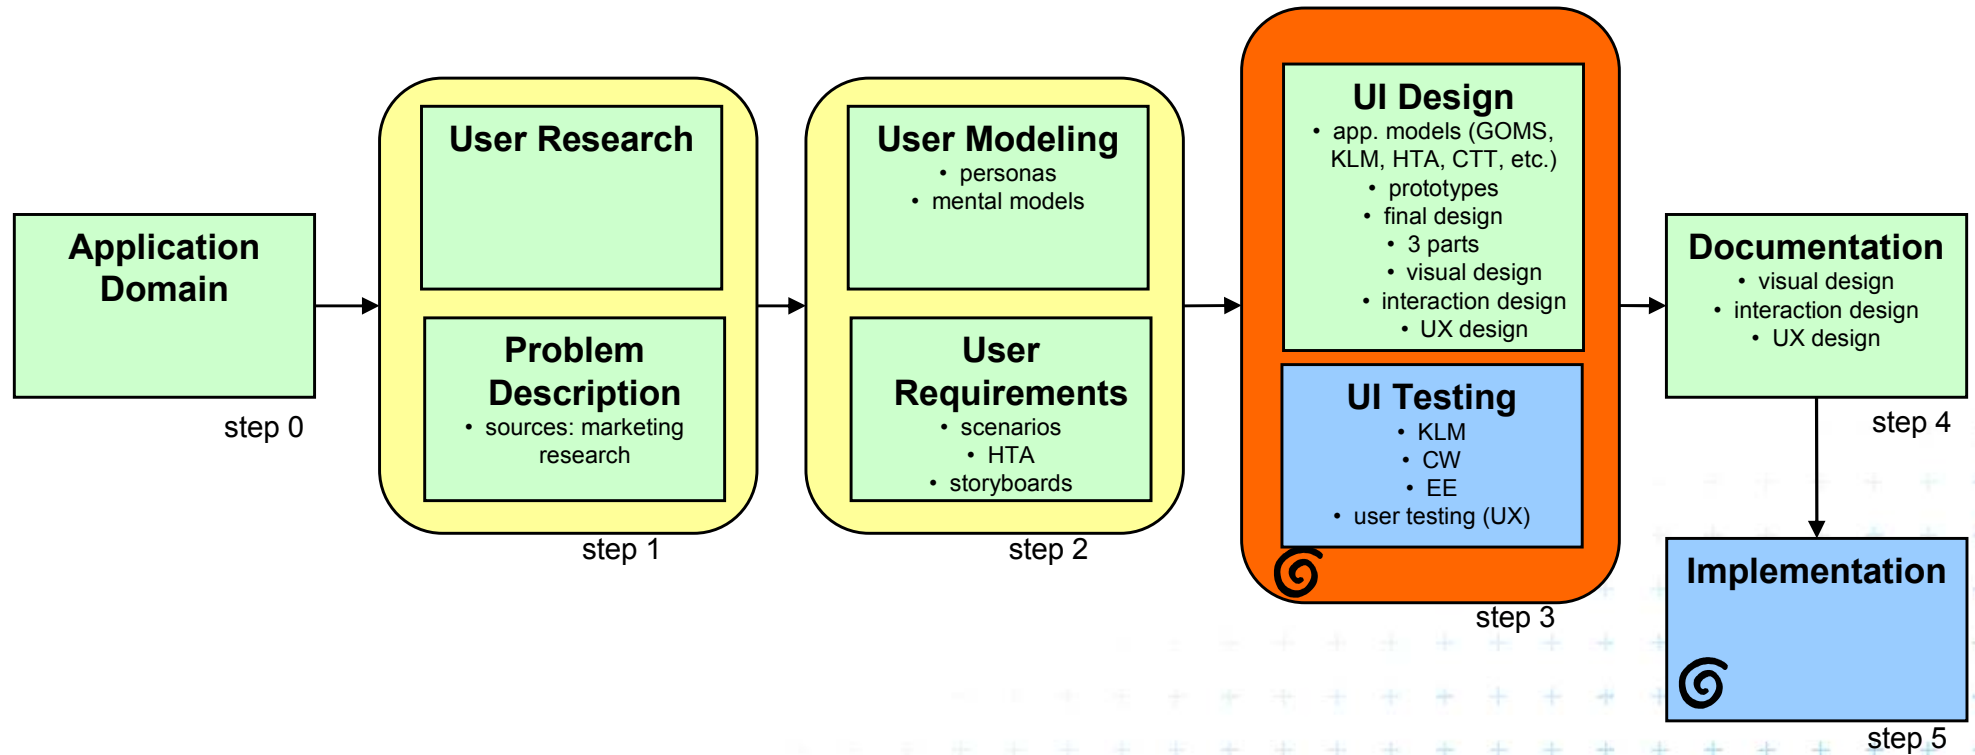 Application
Domain
step 0
User Research
Problem
Description
• sources: marketing
research
step 1
User Modeling
• personas
• mental models
User
Requirements
• scenarios
• HTA
• storyboards
step 2
UI Design
• app. models (GOMS,
KLM, HTA, CTT, etc.)
• prototypes
• final design
• 3 parts
• visual design
• interaction design
• UX design
UI Testing
• KLM
• CW
• EE
• user testing (UX)
step 3
Documentation
• visual design
• interaction design
• UX design
step 4
Implementation
step 5